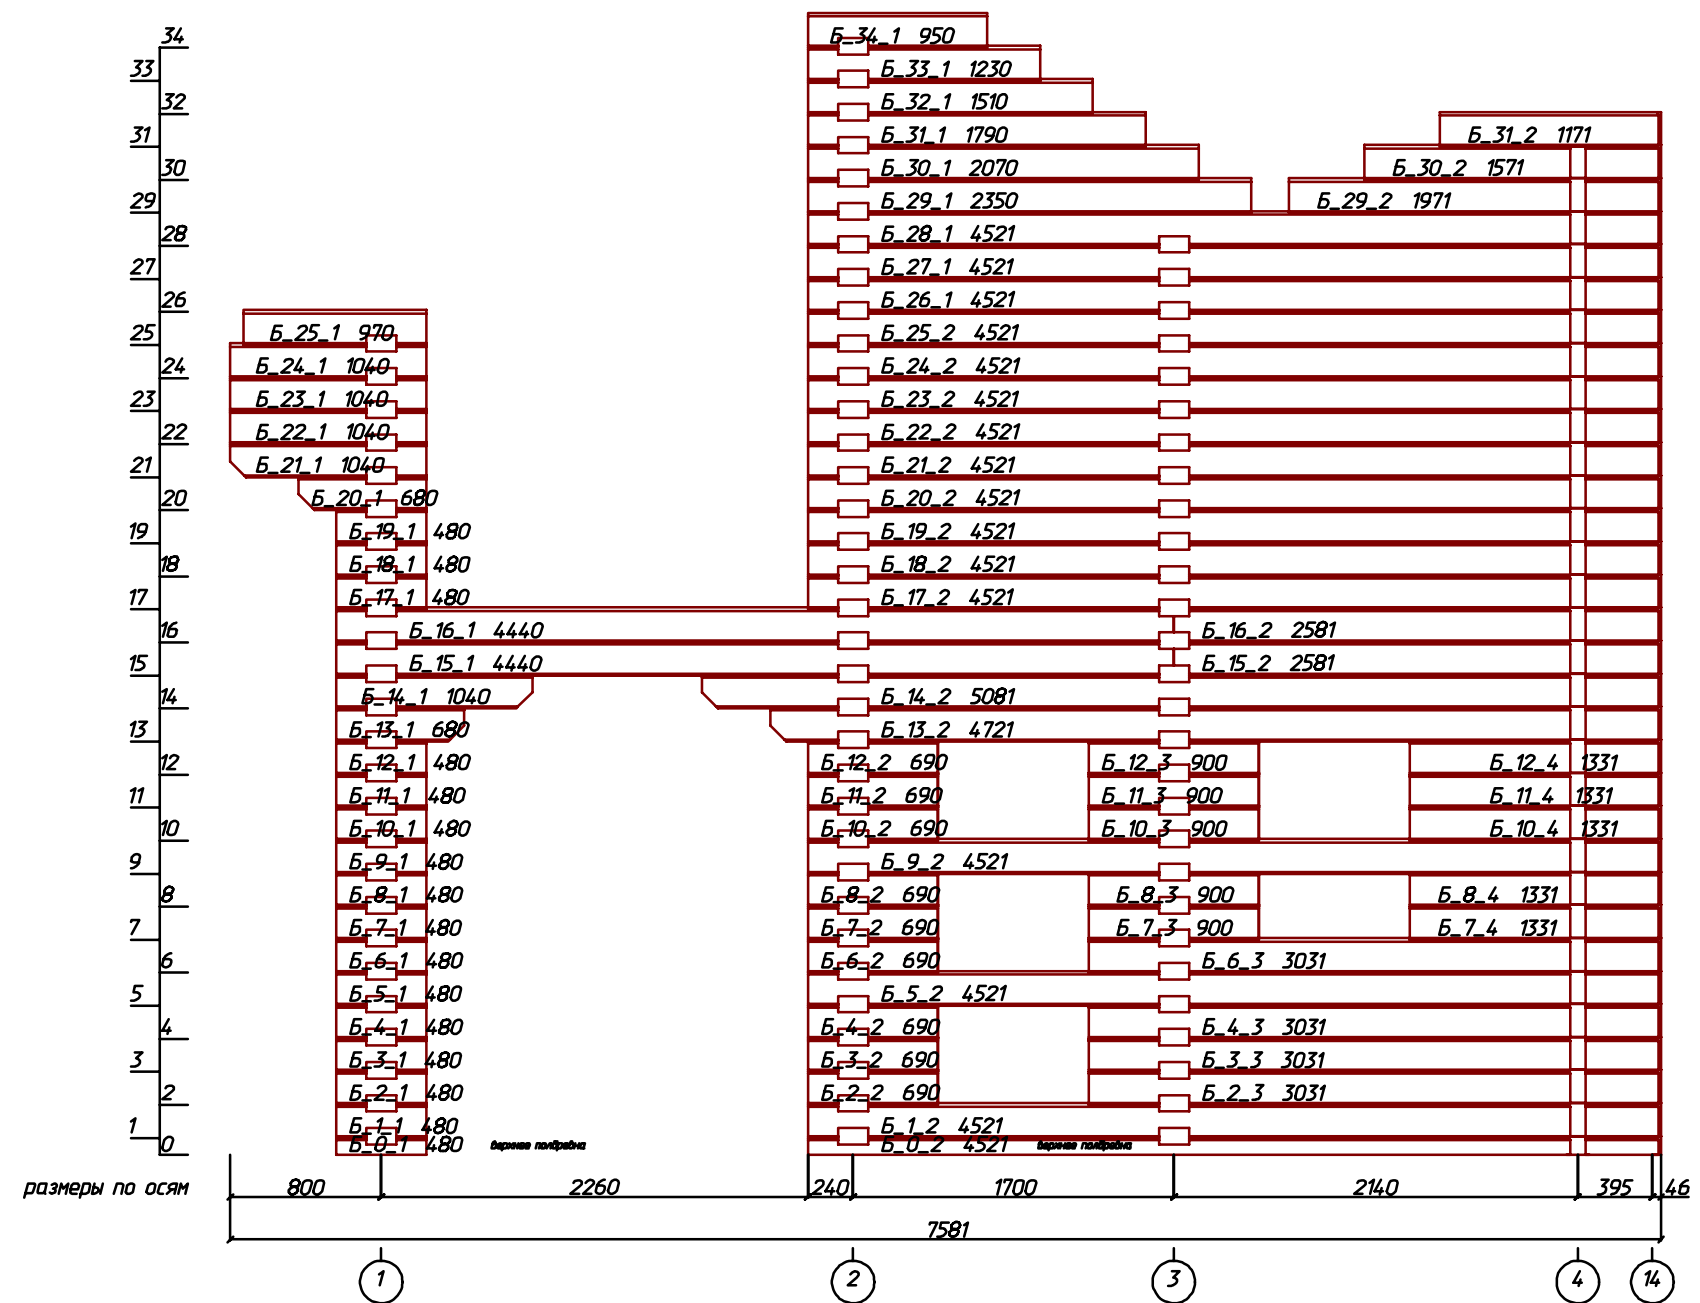 34 Б_34_1 950
33 Б_33_1 1230
32 Б_32_1 1510
31 Б_31_1 1790 Б_31_2 1171
30 Б_30_1 2070 Б_30_2 1571
29 Б_29_1 2350 Б_29_2 1971
28 Б_28_1 4521
27 Б_27_1 4521
26 Б_26_1 4521
25 Б_25_1 970 Б_25_2 4521
24 Б_24_1 1040 Б_24_2 4521
23 Б_23_1 1040 Б_23_2 4521
22 Б_22_1 1040 Б_22_2 4521
21 Б_21_1 1040 Б_21_2 4521
20 Б_20_1 680 Б_20_2 4521
19 Б_19_1 480 Б_19_2 4521
18 Б_18_1 480 Б_18_2 4521
17 Б_17_1 480 Б_17_2 4521
16 Б_16_1 4440 Б_16_2 2581
15 Б_15_1 4440 Б_15_2 2581
14 Б_14_1 1040 Б_14_2 5081
13 Б_13_1 680 Б_13_2 4721
12 Б_12_1 480 Б_12_2 690 Б_12_3 900 Б_12_4 1331
11 Б_11_1 480 Б_11_2 690 Б_11_3 900 Б_11_4 1331
10 Б_10_1 480 Б_10_2 690 Б_10_3 900 Б_10_4 1331
9 Б_9_1 480 Б_9_2 4521
8 Б_8_1 480 Б_8_2 690 Б_8_3 900 Б_8_4 1331
7 Б_7_1 480 Б_7_2 690 Б_7_3 900 Б_7_4 1331
6 Б_6_1 480 Б_6_2 690 Б_6_3 3031
5 Б_5_1 480 Б_5_2 4521
4 Б_4_1 480 Б_4_2 690 Б_4_3 3031
3 Б_3_1 480 Б_3_2 690 Б_3_3 3031
2 Б_2_1 480 Б_2_2 690 Б_2_3 3031
1 Б_1_1 480 Б_1_2 4521
0 Б_0_1 480 верхнее полбревна Б_0_2 4521 верхнее полбревна
размеры по осям 800 2260 240 1700 2140 395 46
7581
1 2 3 4 14